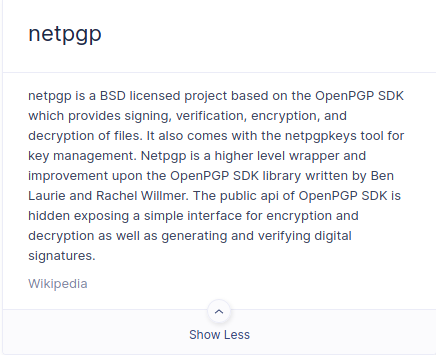 netpgp
netpgp is a BSD licensed project based on the OpenPGP SDK
which provides signing, verification, encryption, and
decryption of files. It also comes with the netpgpkeys tool for
key management. Netpgp is a higher level wrapper and
improvement upon the OpenPGP SDK library written by Ben
Laurie and Rachel Willmer. The public api of OpenPGP SDK is
hidden exposing a simple interface for encryption and
decryption as well as generating and verifying digital
signatures.
Wikipedia
Show Less